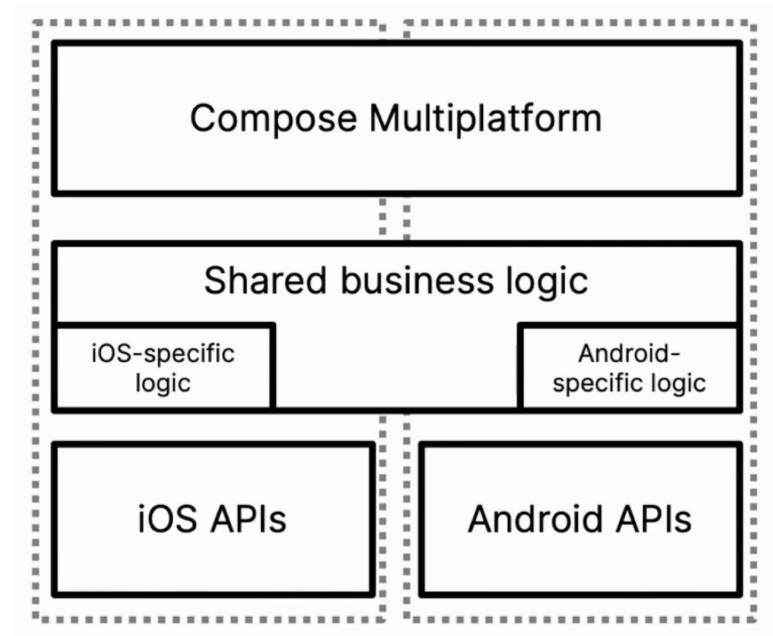 Compose Multiplatform
Shared business logic
iOS-specific
logic
Android-
specific logic
iOS APIs
Android APIs